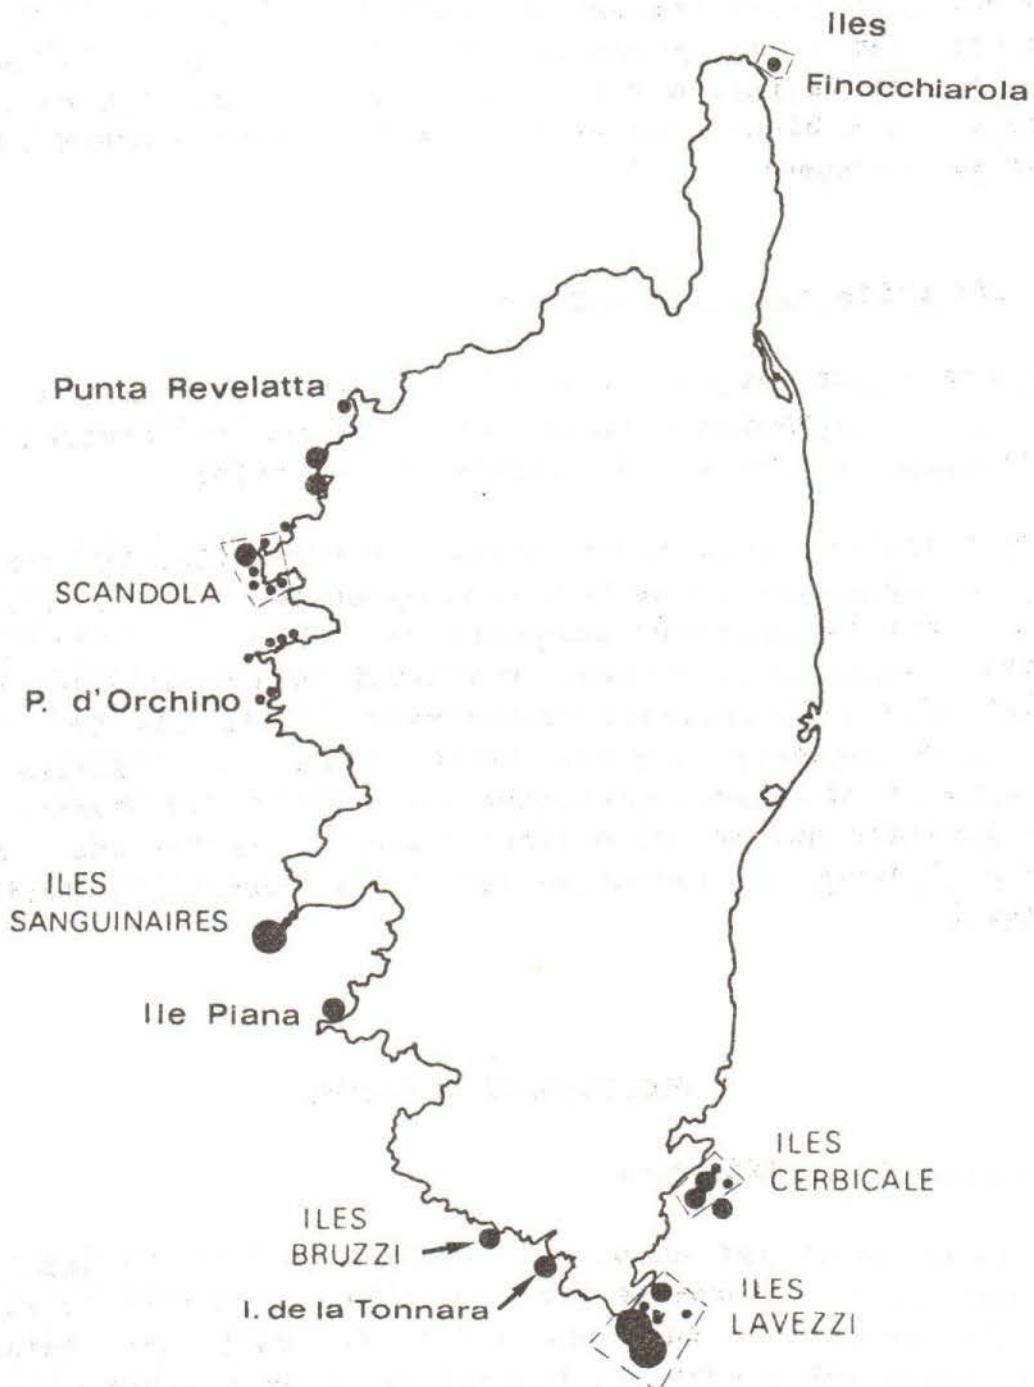 Iles
Finocchiarola
Punta Revelatta
SCANDOLA
P. d'Orchino
ILES
SANGUINAIRES
Ile Piana
ILES
CERBICALE
ILES
BRUZZI
I. de la Tonnara
ILES
LAVEZZI